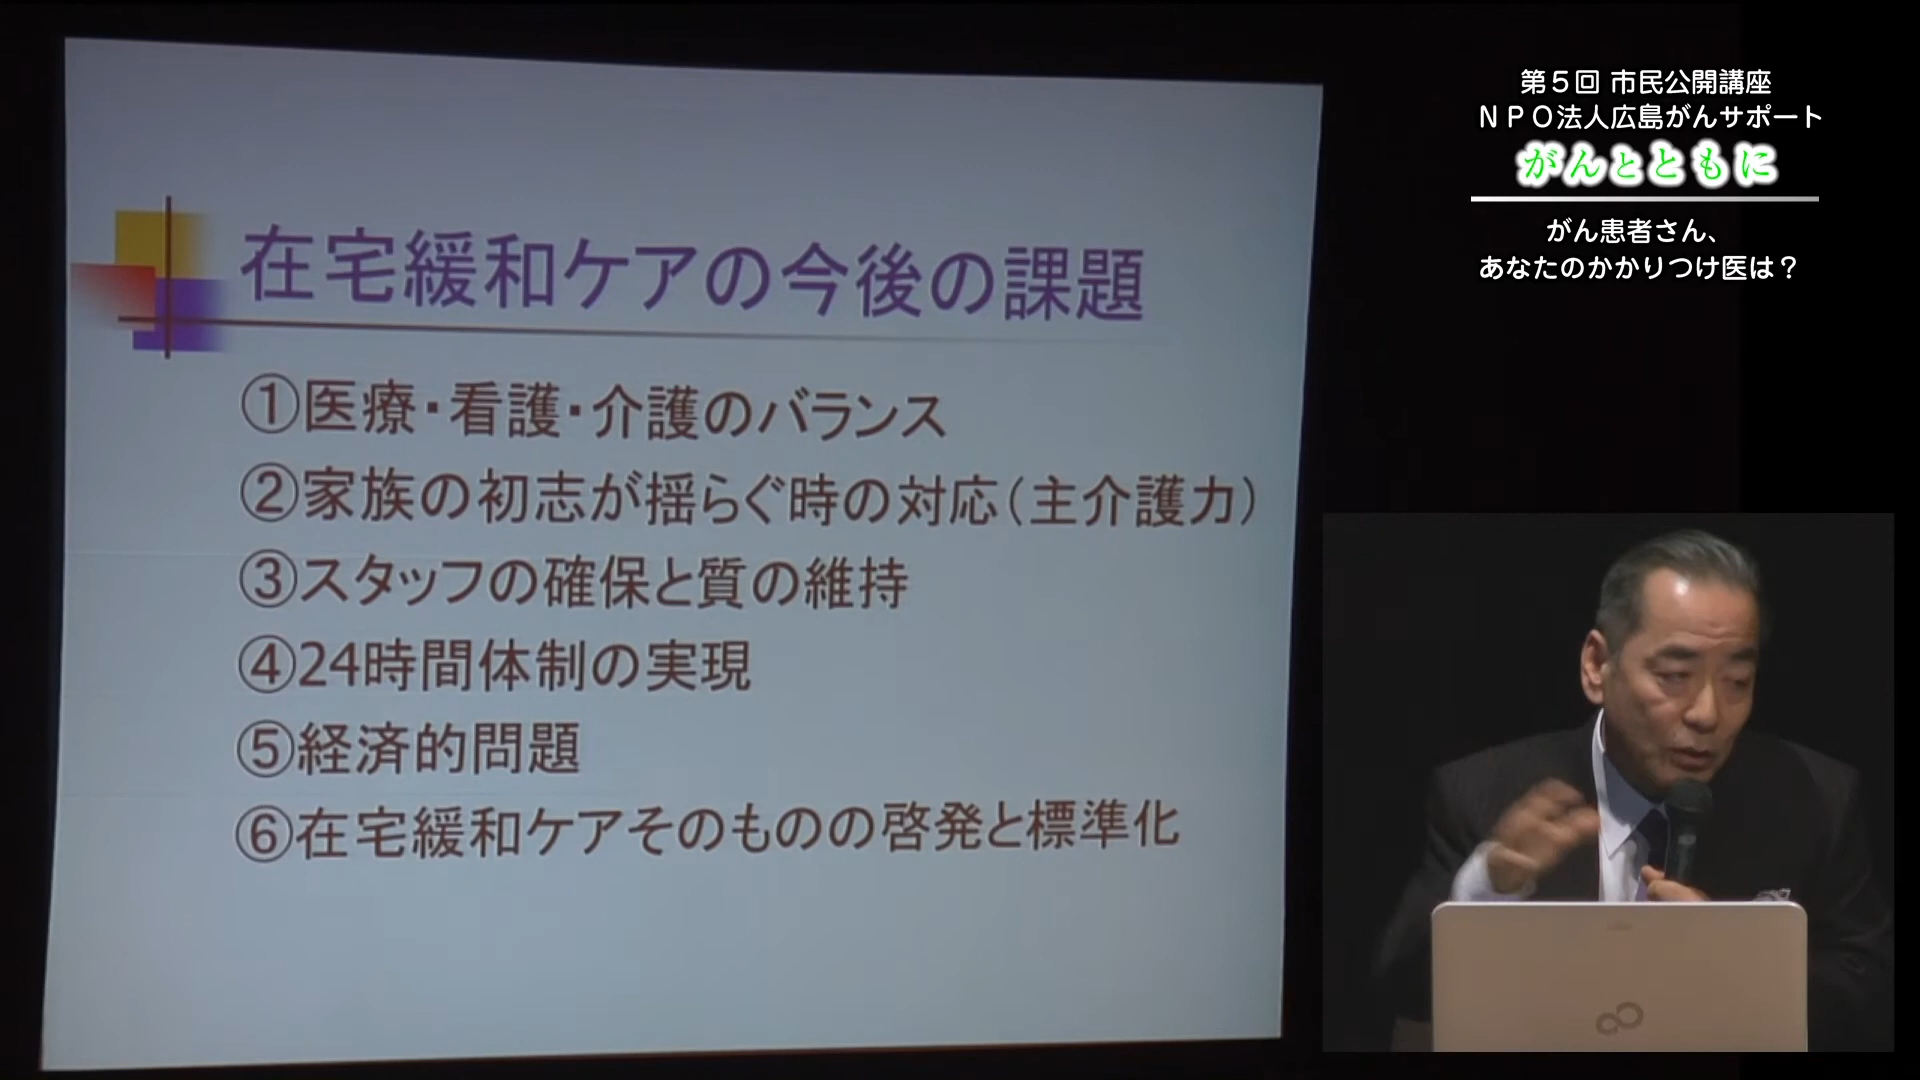 在宅緩和ケアの今後の課題
①医療・看護・介護のバランス
②家族の初志が揺らぐ時の対応(主介護力)
③スタッフの確保と質の維持
④24時間体制の実現
⑤経済的問題
⑥在宅緩和ケアそのものの啓発と標準化
第5回 市民公開講座
NPO法人広島がんサポート
がんとともに
がん患者さん、
あなたのかかりつけ医は?